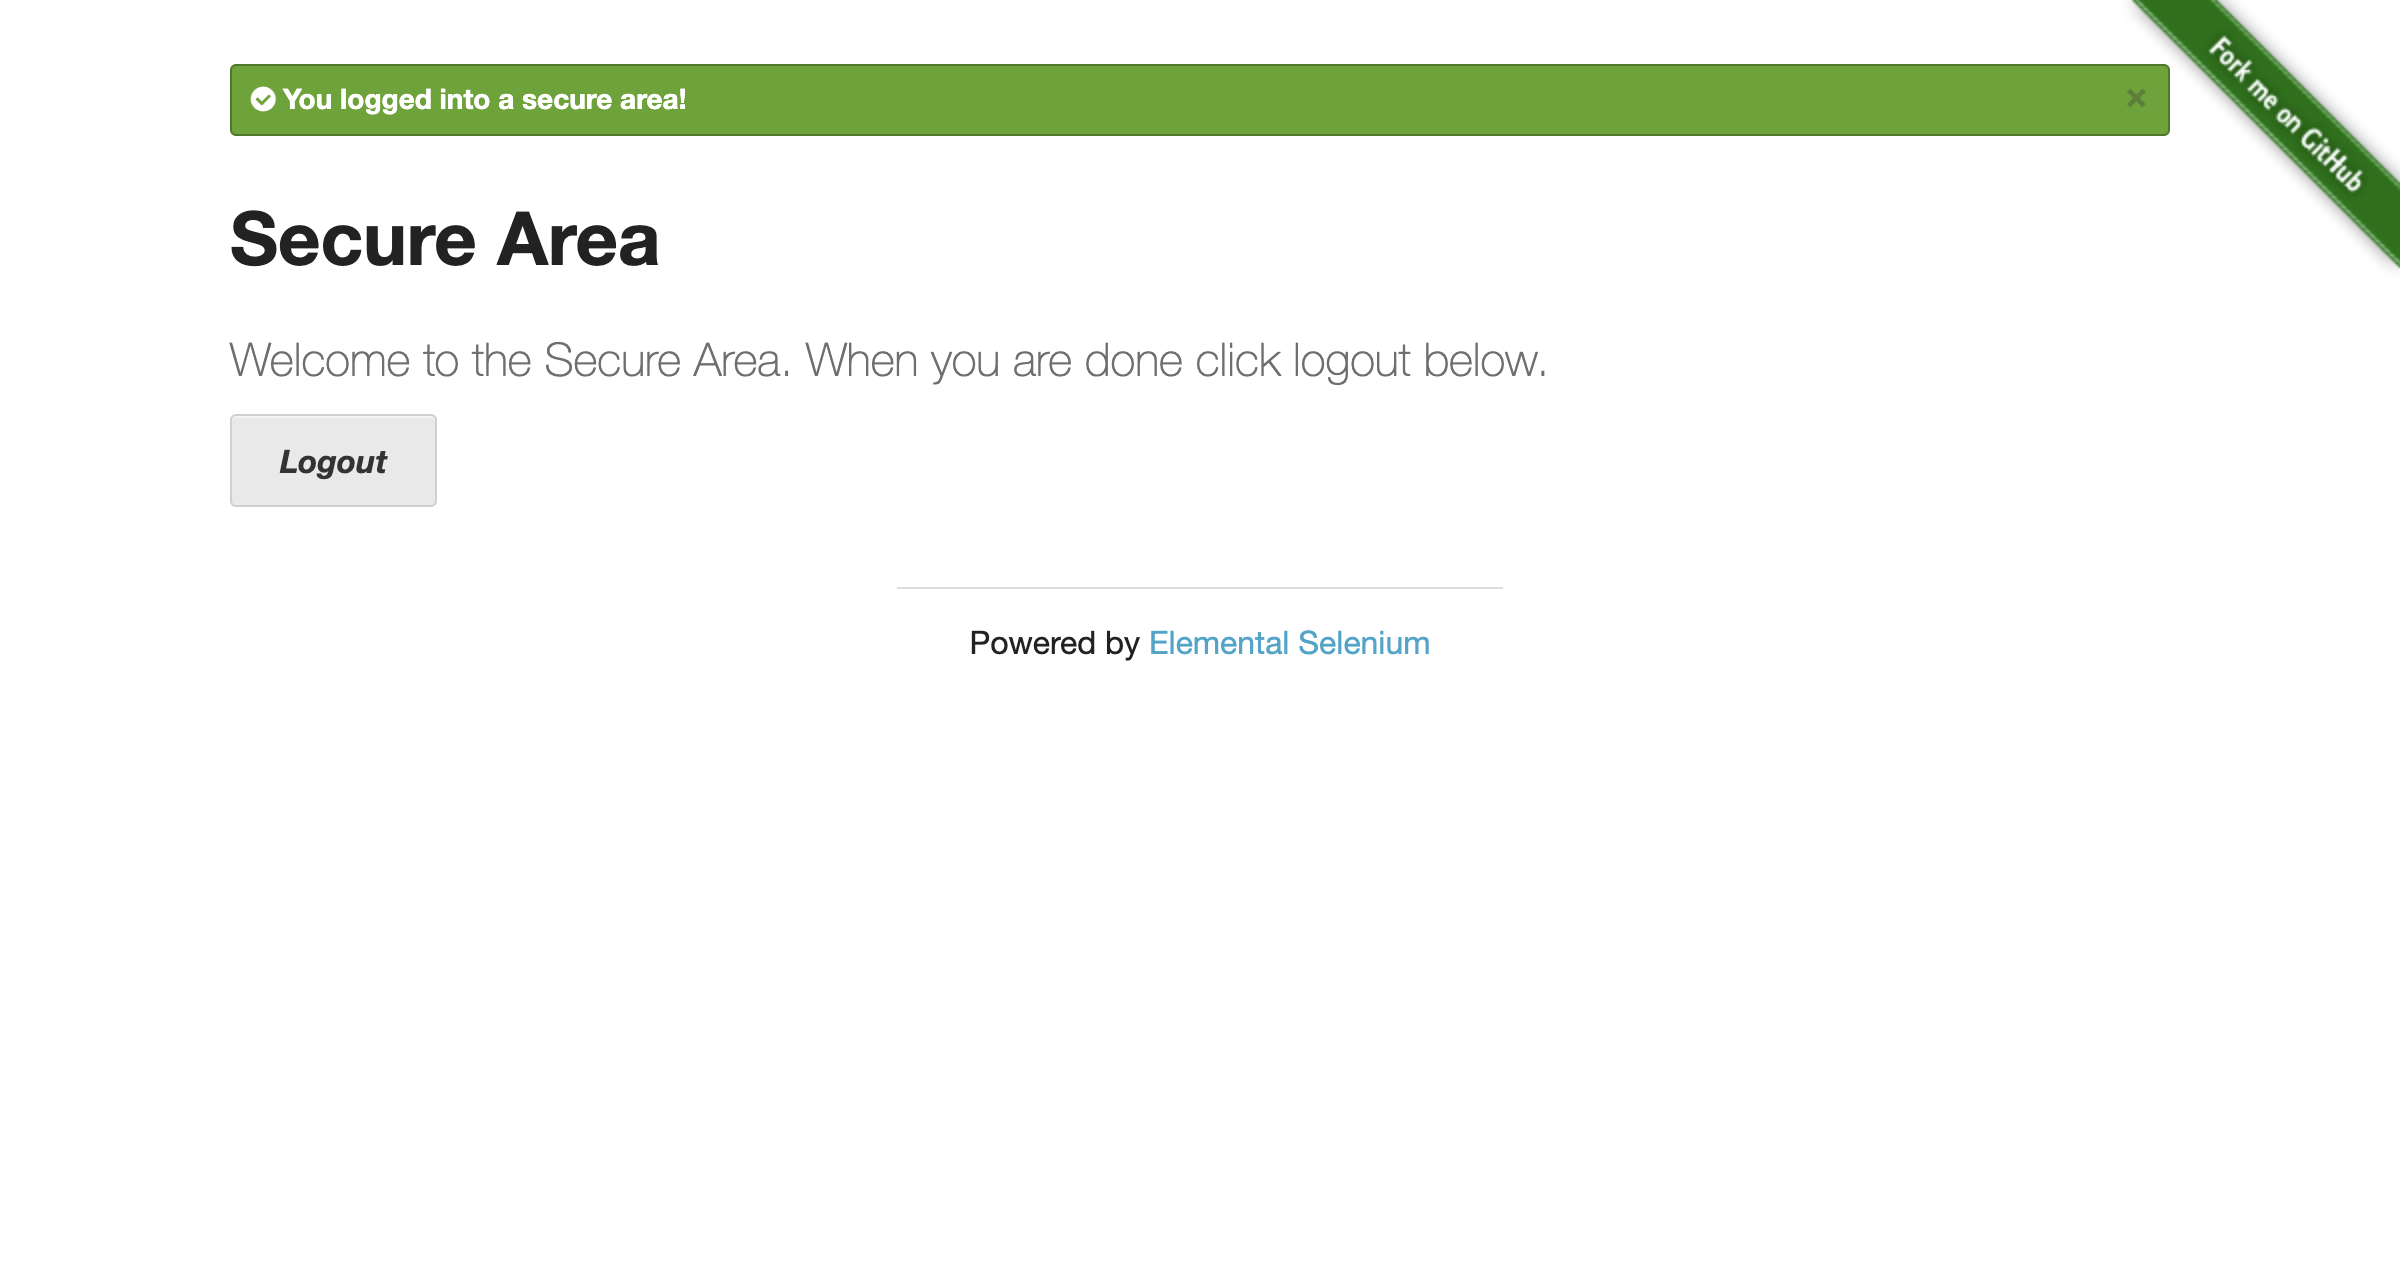 You logged into a secure area!
×
Fork me on GitHub
Secure Area
Welcome to the Secure Area. When you are done click logout below.
Logout
Powered by Elemental Selenium